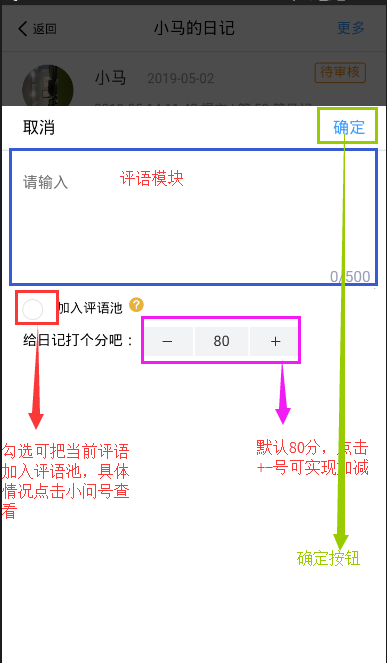 返回 小马的日记 更多
小马 2019-05-02 待审核
取消 确定
请输入 评语模块
0/500
加入评语池 ?
给日记打个分吧： — 80 +
勾选可把当前评语
加入评语池，具体
情况点击小问号查
看
默认80分，点击
+-号可实现加减
确定按钮